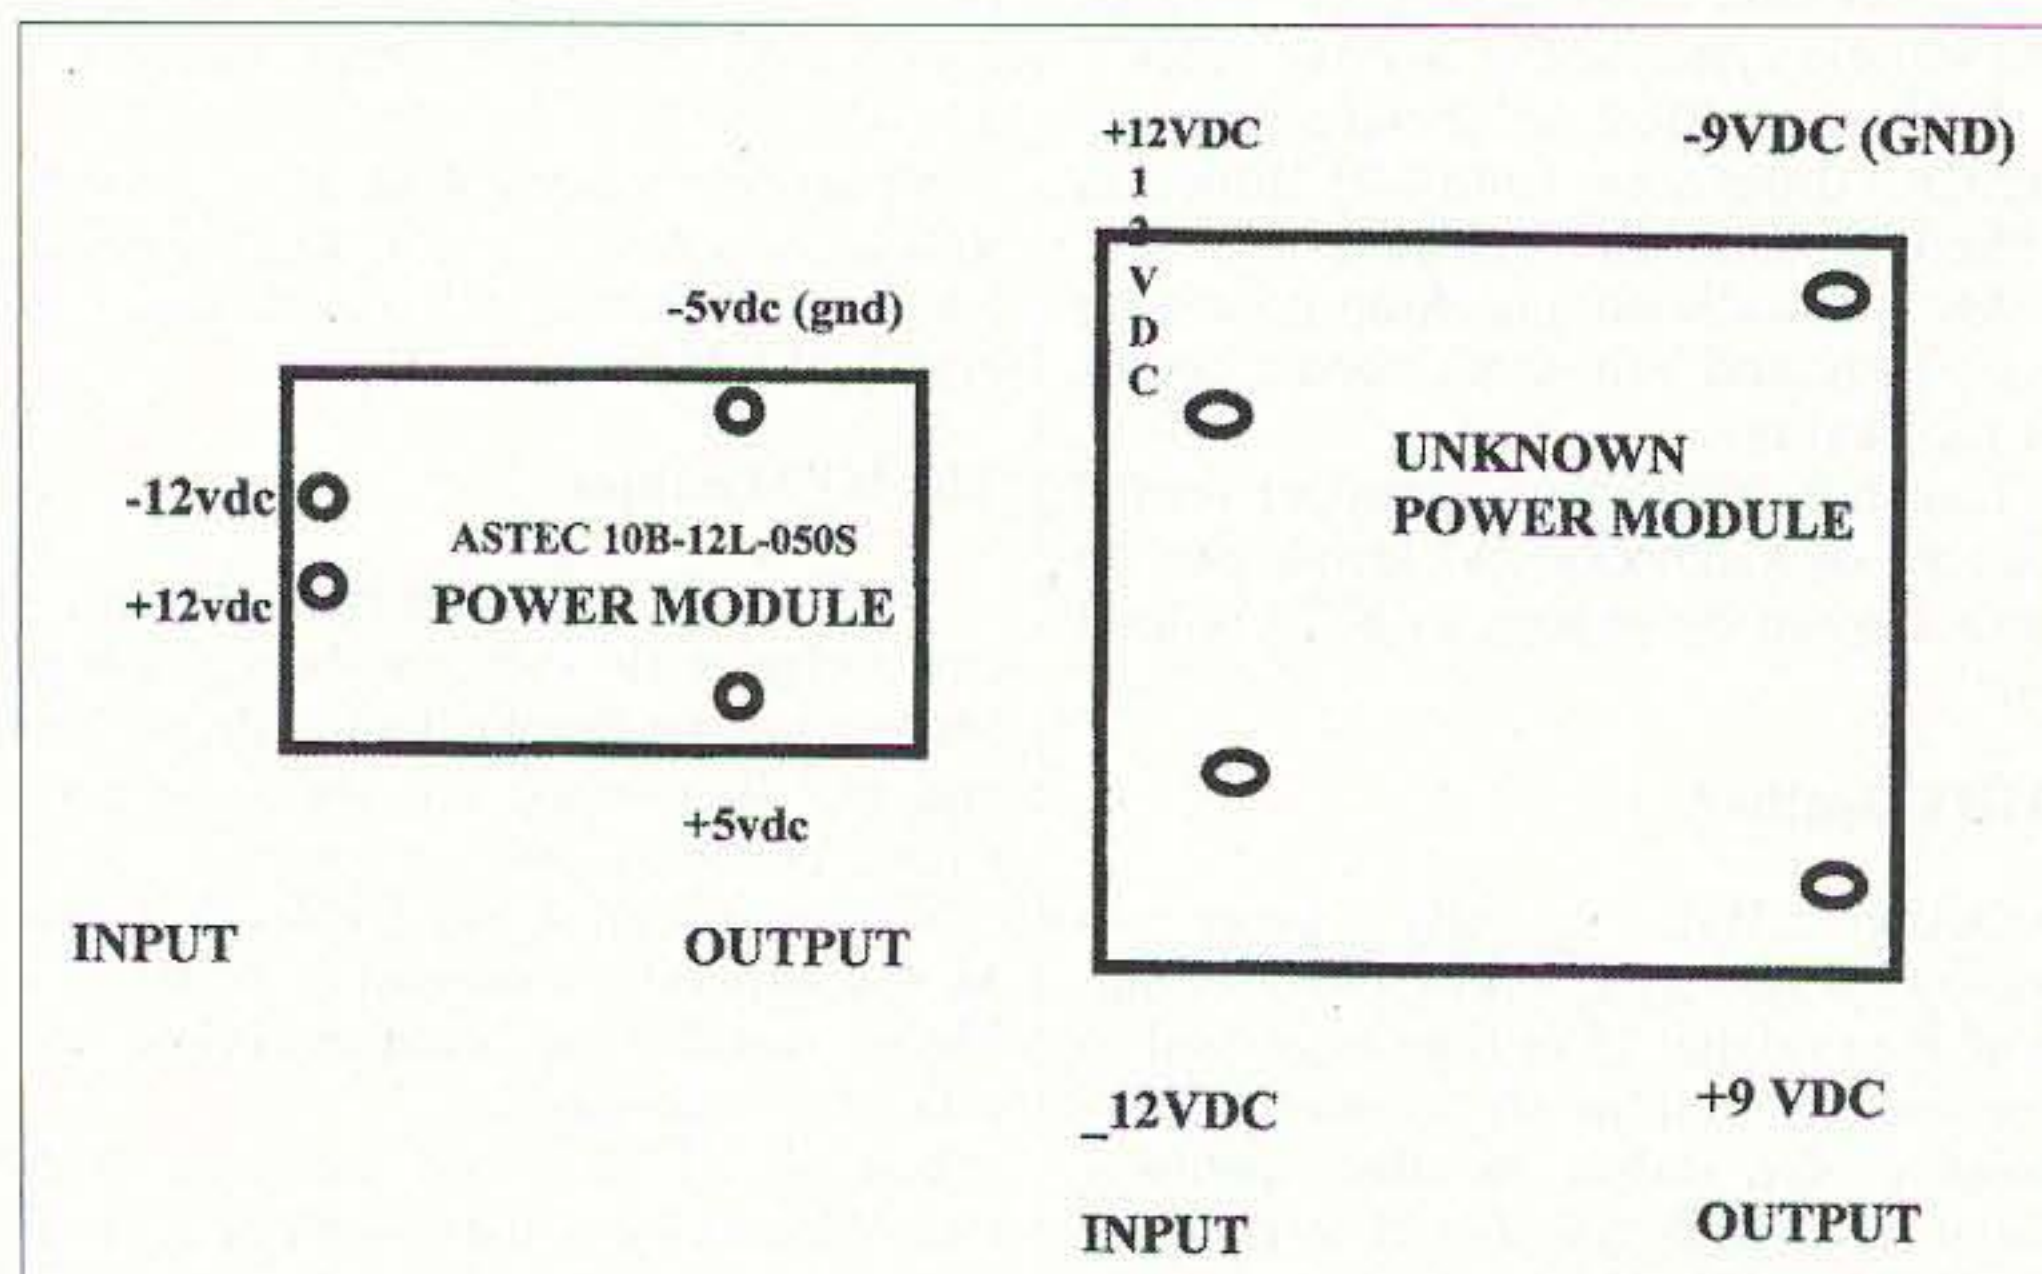 -5vdc (gnd)
-12vdc
ASTEC 10B-12L-050S
+12vdc
POWER MODULE
+5vdc
INPUT
OUTPUT
+12VDC
1
2
V
D
C
-9VDC (GND)
UNKNOWN
POWER MODULE
_12VDC
+9 VDC
INPUT
OUTPUT